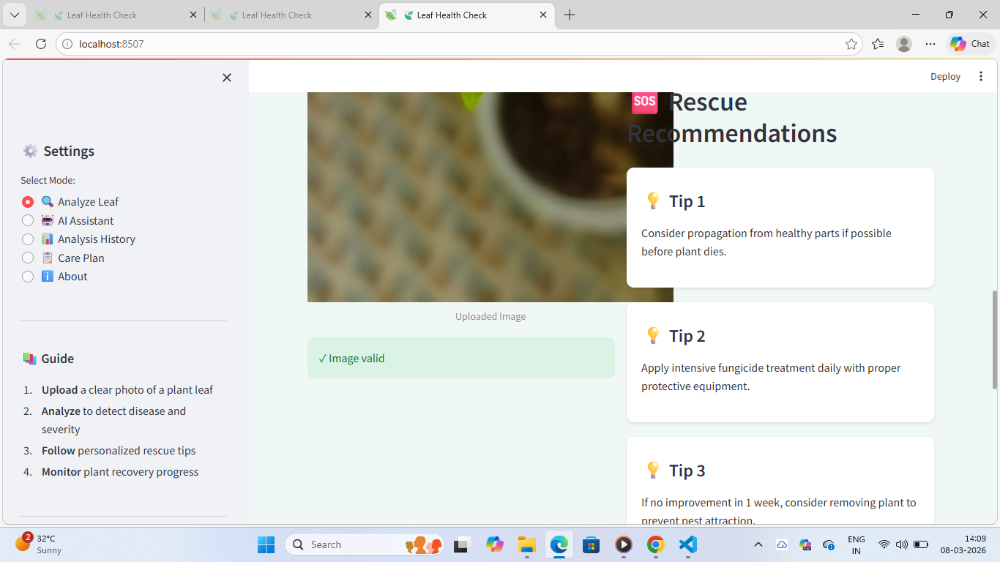 Leaf Health Check
Leaf Health Check
Leaf Health Check
localhost:8507
Chat
Deploy
Settings
Select Mode:
Analyze Leaf
AI Assistant
Analysis History
Care Plan
About
Guide
1. Upload a clear photo of a plant leaf
2. Analyze to detect disease and
severity
3. Follow personalized rescue tips
4. Monitor plant recovery progress
Uploaded Image
✓ Image valid
SOS Rescue
Recommendations
Tip 1
Consider propagation from healthy parts if possible
before plant dies.
Tip 2
Apply intensive fungicide treatment daily with proper
protective equipment.
Tip 3
If no improvement in 1 week, consider removing plant to
prevent pest attraction.
2
32°C
Sunny
Search
ENG
IN
14:09
08-03-2026